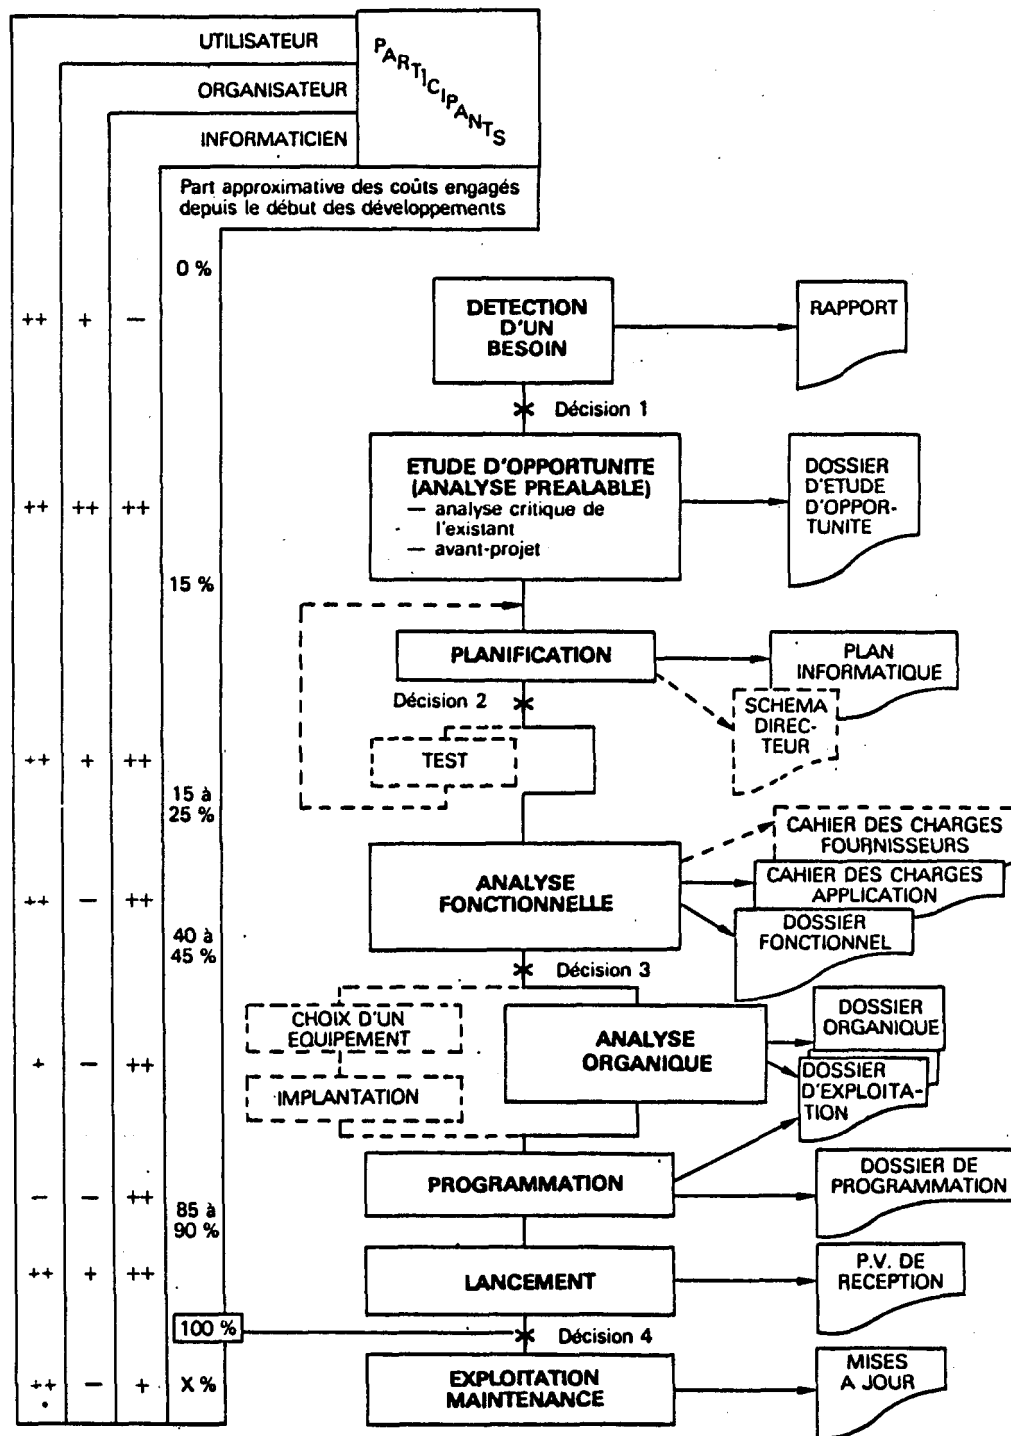 UTILISATEUR
ORGANISATEUR
INFORMATICIEN
PARTICIPANTS
Part approximative des coûts engagés
depuis le début des développements
0 %
++ + —
DETECTION
D'UN
BESOIN
RAPPORT
Décision 1
++ ++ ++
ETUDE D'OPPORTUNITE
(ANALYSE PREALABLE)
— analyse critique de
l'existant
— avant-projet
DOSSIER
D'ETUDE
D'OPPOR-
TUNITE
15 %
PLANIFICATION
PLAN
INFORMATIQUE
Décision 2
SCHEMA
DIREC-
TEUR
++ + ++
TEST
15 à
25 %
CAHIER DES CHARGES
FOURNISSEURS
ANALYSE
FONCTIONNELLE
CAHIER DES CHARGES
APPLICATION
++ — ++
DOSSIER
FONCTIONNEL
40 à
45 %
Décision 3
CHOIX D'UN
EQUIPEMENT
ANALYSE
ORGANIQUE
DOSSIER
ORGANIQUE
+ — ++
DOSSIER
D'EXPLOITA-
TION
IMPLANTATION
PROGRAMMATION
DOSSIER DE
PROGRAMMATION
— — ++
85 à
90 %
++ + ++
LANCEMENT
P.V. DE
RECEPTION
100 %
Décision 4
++ — + X %
EXPLOITATION
MAINTENANCE
MISES
A JOUR